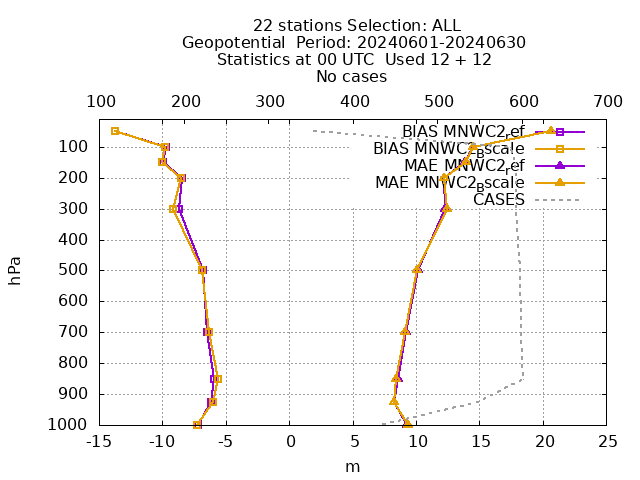 22 stations Selection: ALL
Geopotential  Period: 20240601-20240630
Statistics at 00 UTC  Used 12 + 12
No cases
100 200 300 400 500 600 700
BIAS MNWC2_ref
BIAS MNWC2_Bscale
MAE MNWC2_ref
MAE MNWC2_Bscale
CASES
hPa
100
200
300
400
500
600
700
800
900
1000
-15 -10 -5 0 5 10 15 20 25
m